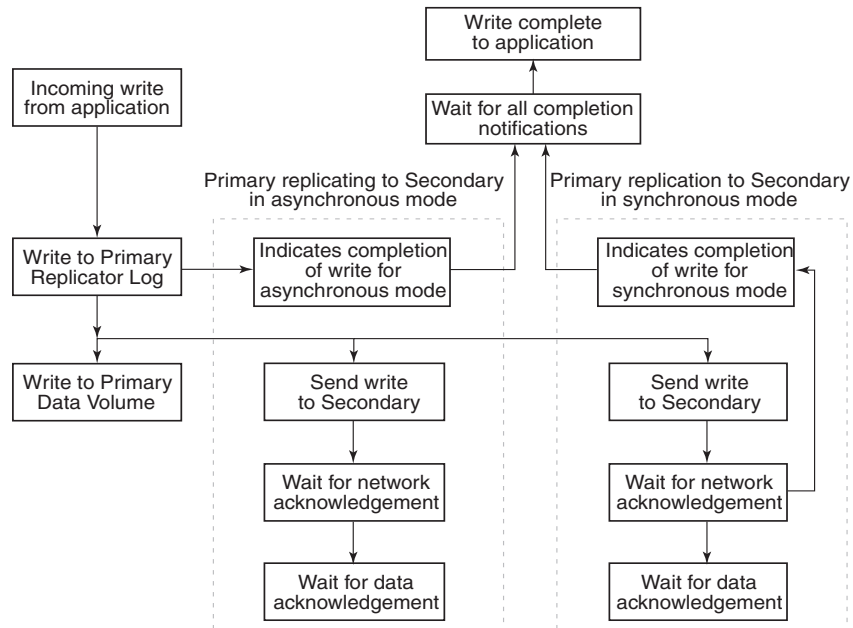 Write complete
to application
Incoming write
from application
Wait for all completion
notifications
Primary replicating to Secondary
in asynchronous mode
Primary replication to Secondary
in synchronous mode
Write to Primary
Replicator Log
Indicates completion
of write for
asynchronous mode
Indicates completion
of write for
synchronous mode
Write to Primary
Data Volume
Send write
to Secondary
Send write
to Secondary
Wait for network
acknowledgement
Wait for network
acknowledgement
Wait for data
acknowledgement
Wait for data
acknowledgement